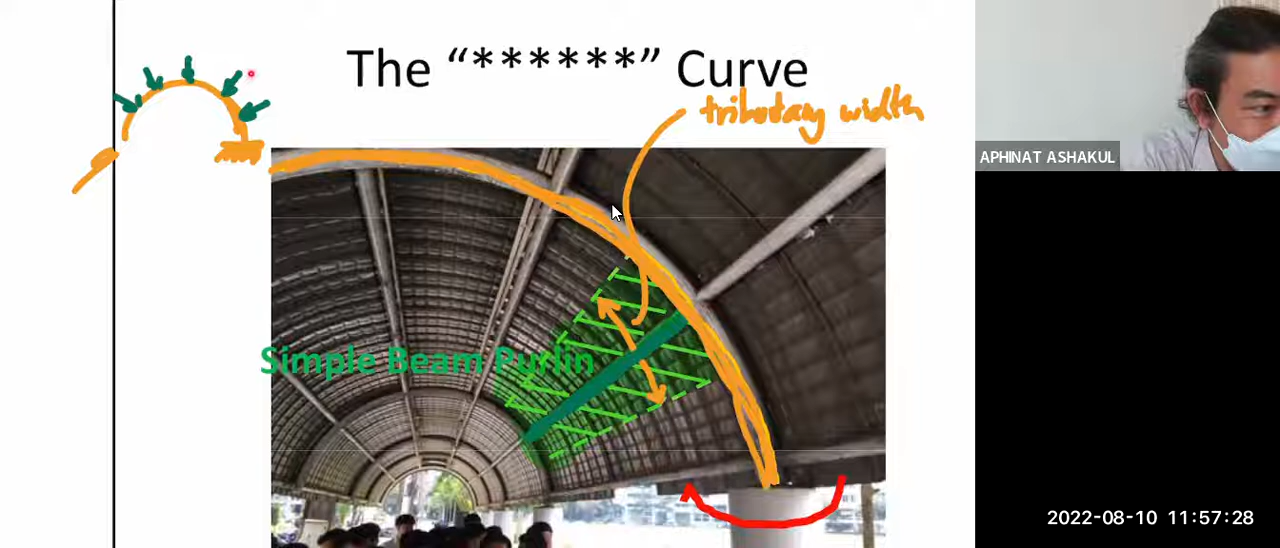 The “******” Curve
tributary width
APHINAT ASHAKUL
Simple Beam Purlin
2022-08-10 11:57:28